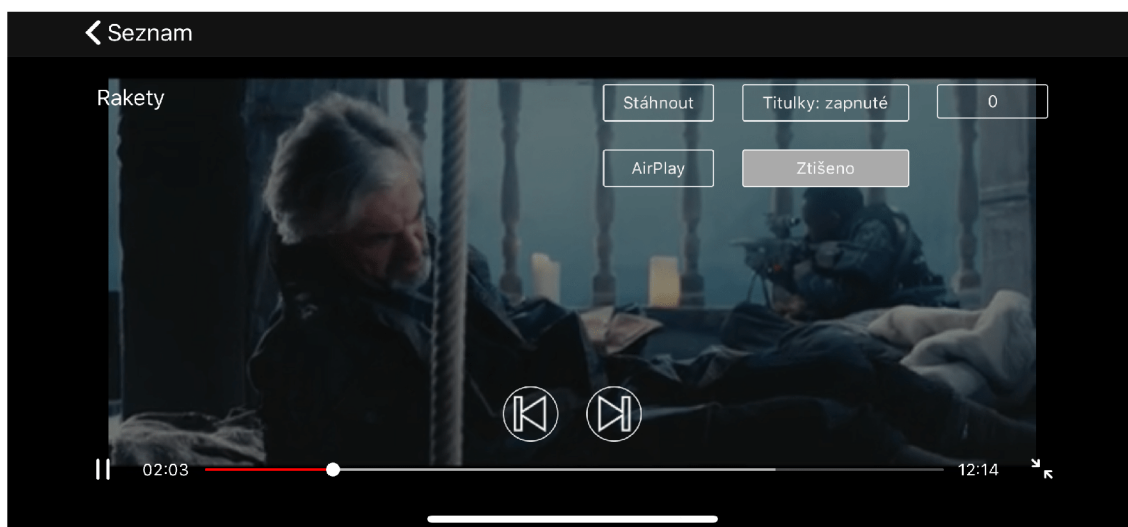 Seznam
Rakety
Stáhnout
Titulky: zapnuté
0
AirPlay
Ztišeno
02:03
12:14